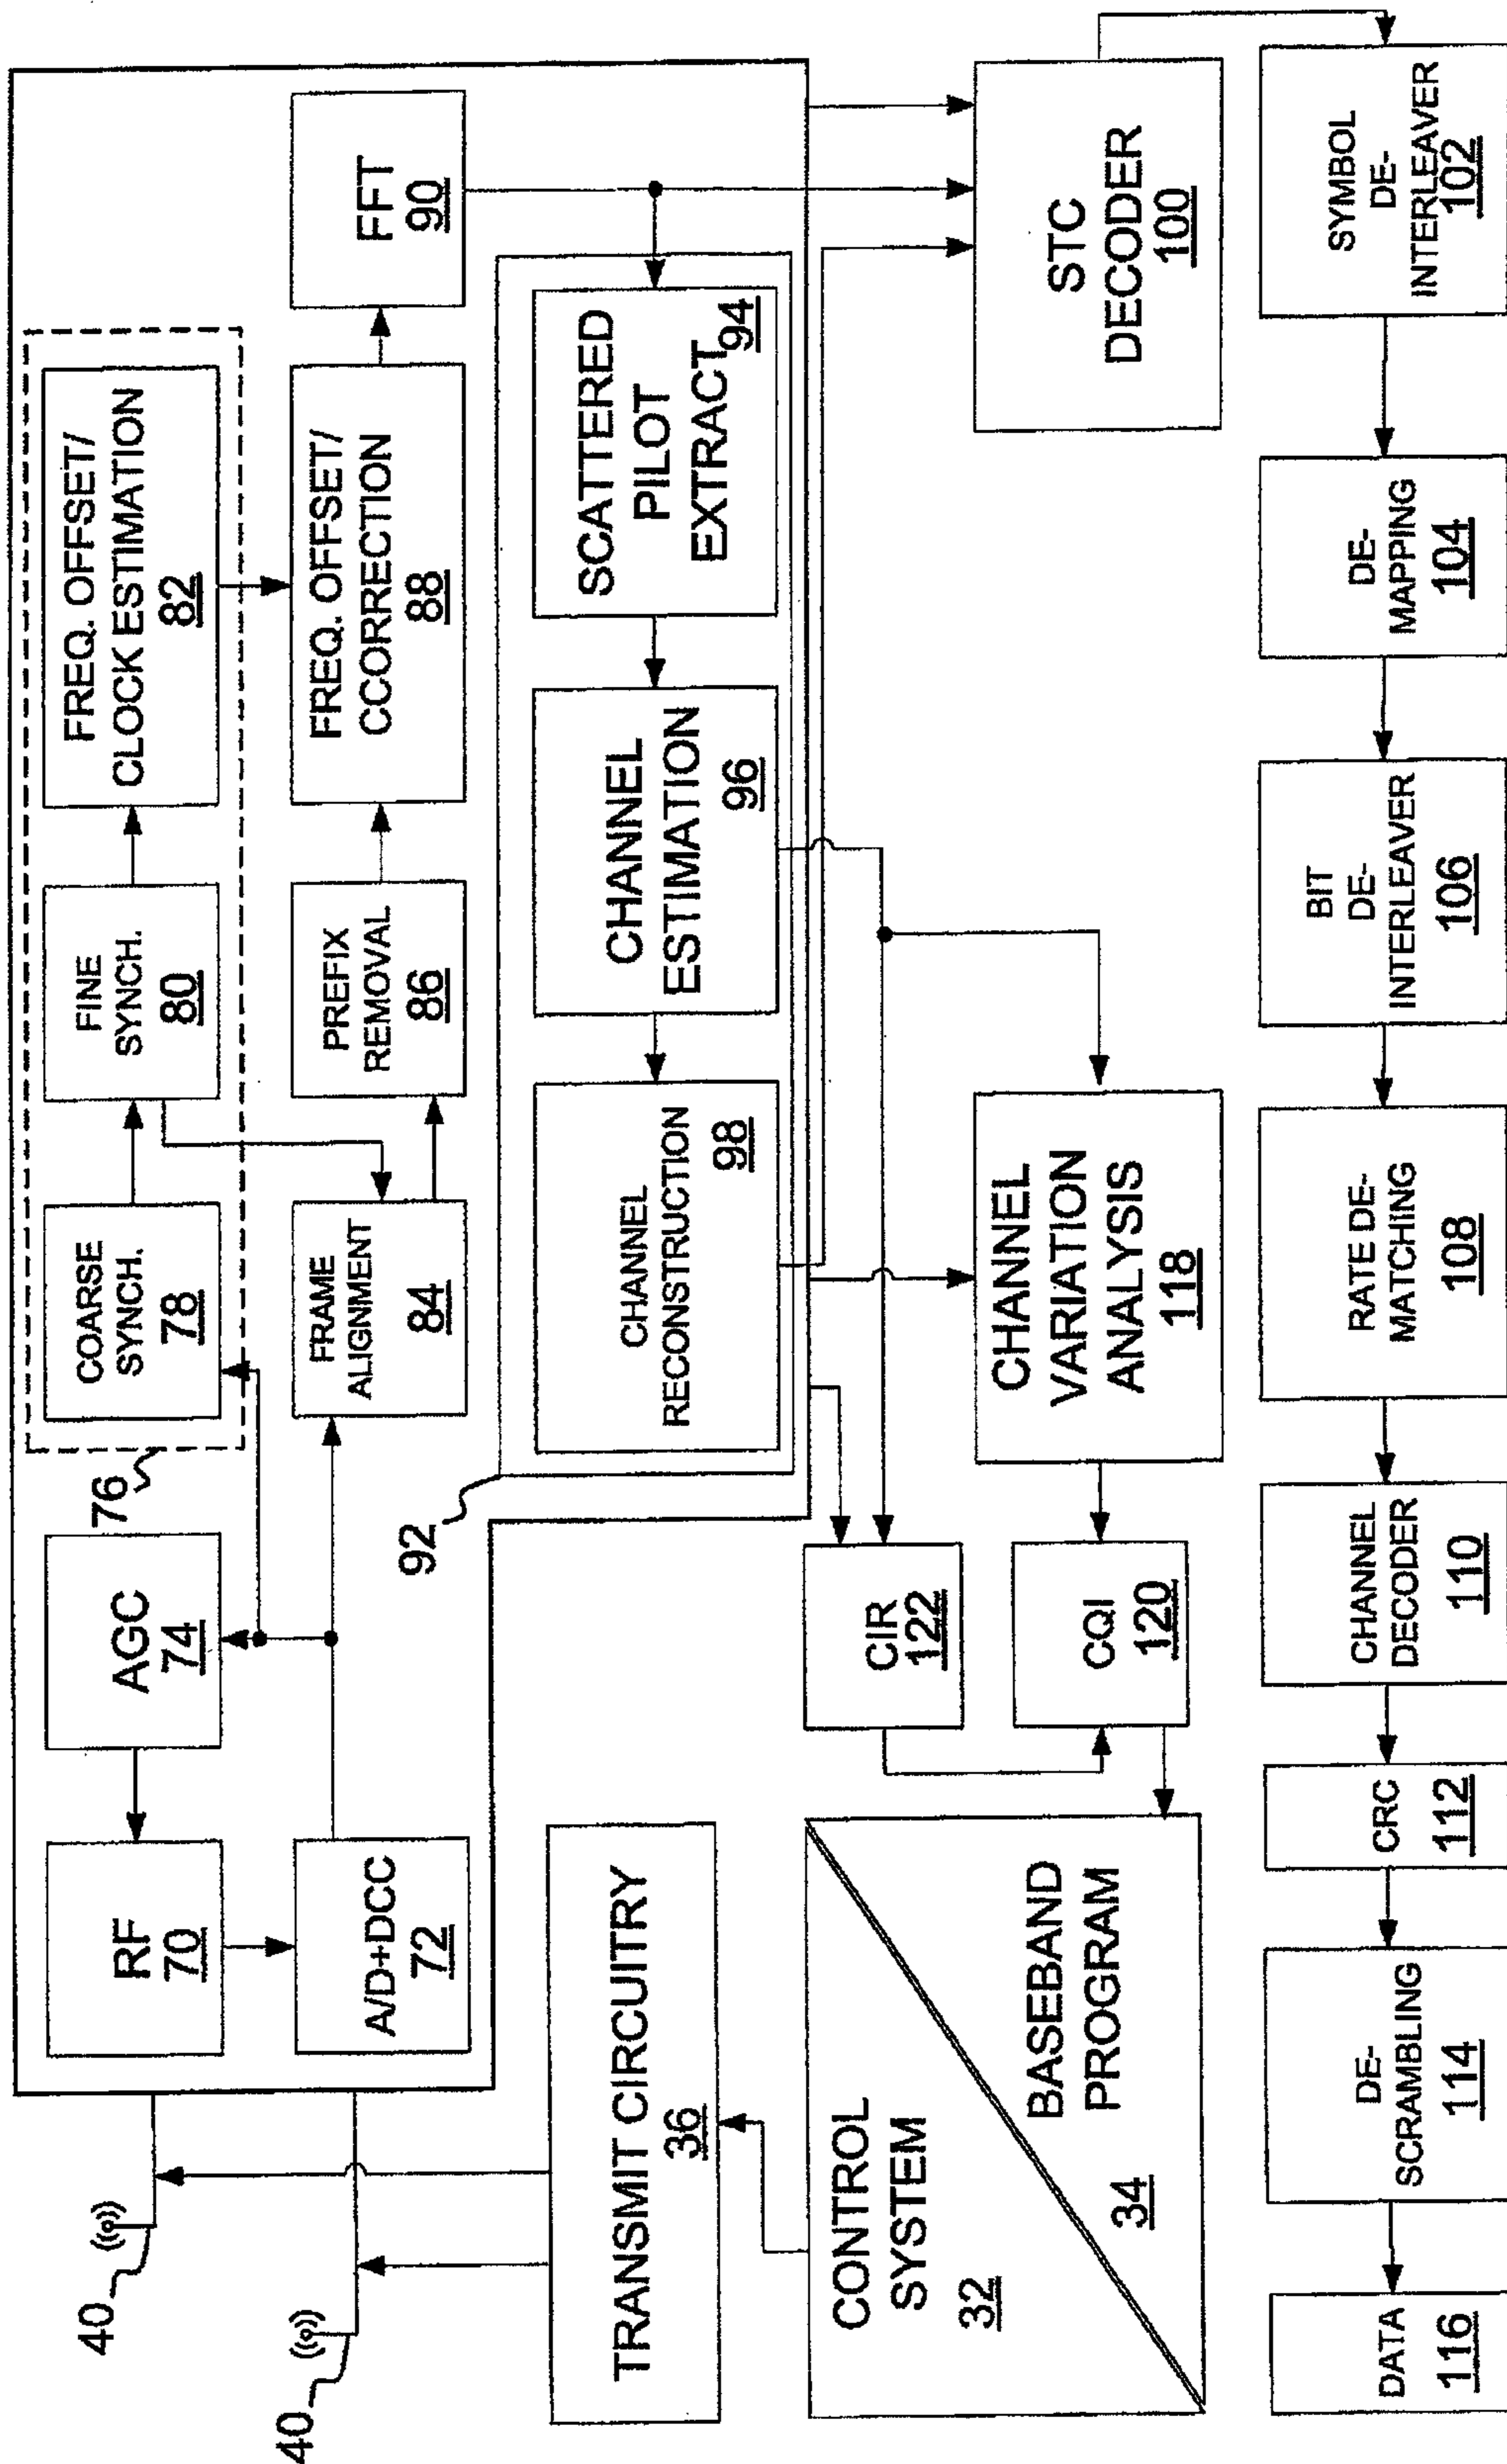 40
40
RF
70
AGC
74
76
COARSE
SYNCH.
78
FINE
SYNCH.
80
FREQ. OFFSET/
CLOCK ESTIMATION
82
A/D+DCC
72
FRAME
ALIGNMENT
84
PREFIX
REMOVAL
86
FREQ. OFFSET/
CCORRECTION
88
FFT
90
92
CHANNEL
RECONSTRUCTION
98
CHANNEL
ESTIMATION
96
SCATTERED
PILOT
EXTRACT
94
TRANSMIT CIRCUITRY
36
CONTROL
SYSTEM
32
BASEBAND
PROGRAM
34
CIR
122
CQI
120
CHANNEL
VARIATION
ANALYSIS
118
STC
DECODER
100
DATA
116
DE-
SCRAMBLING
114
CRC
112
CHANNEL
DECODER
110
RATE DE-
MATCHING
108
BIT
DE-
INTERLEAVER
106
DE-
MAPPING
104
SYMBOL
DE-
INTERLEAVER
102